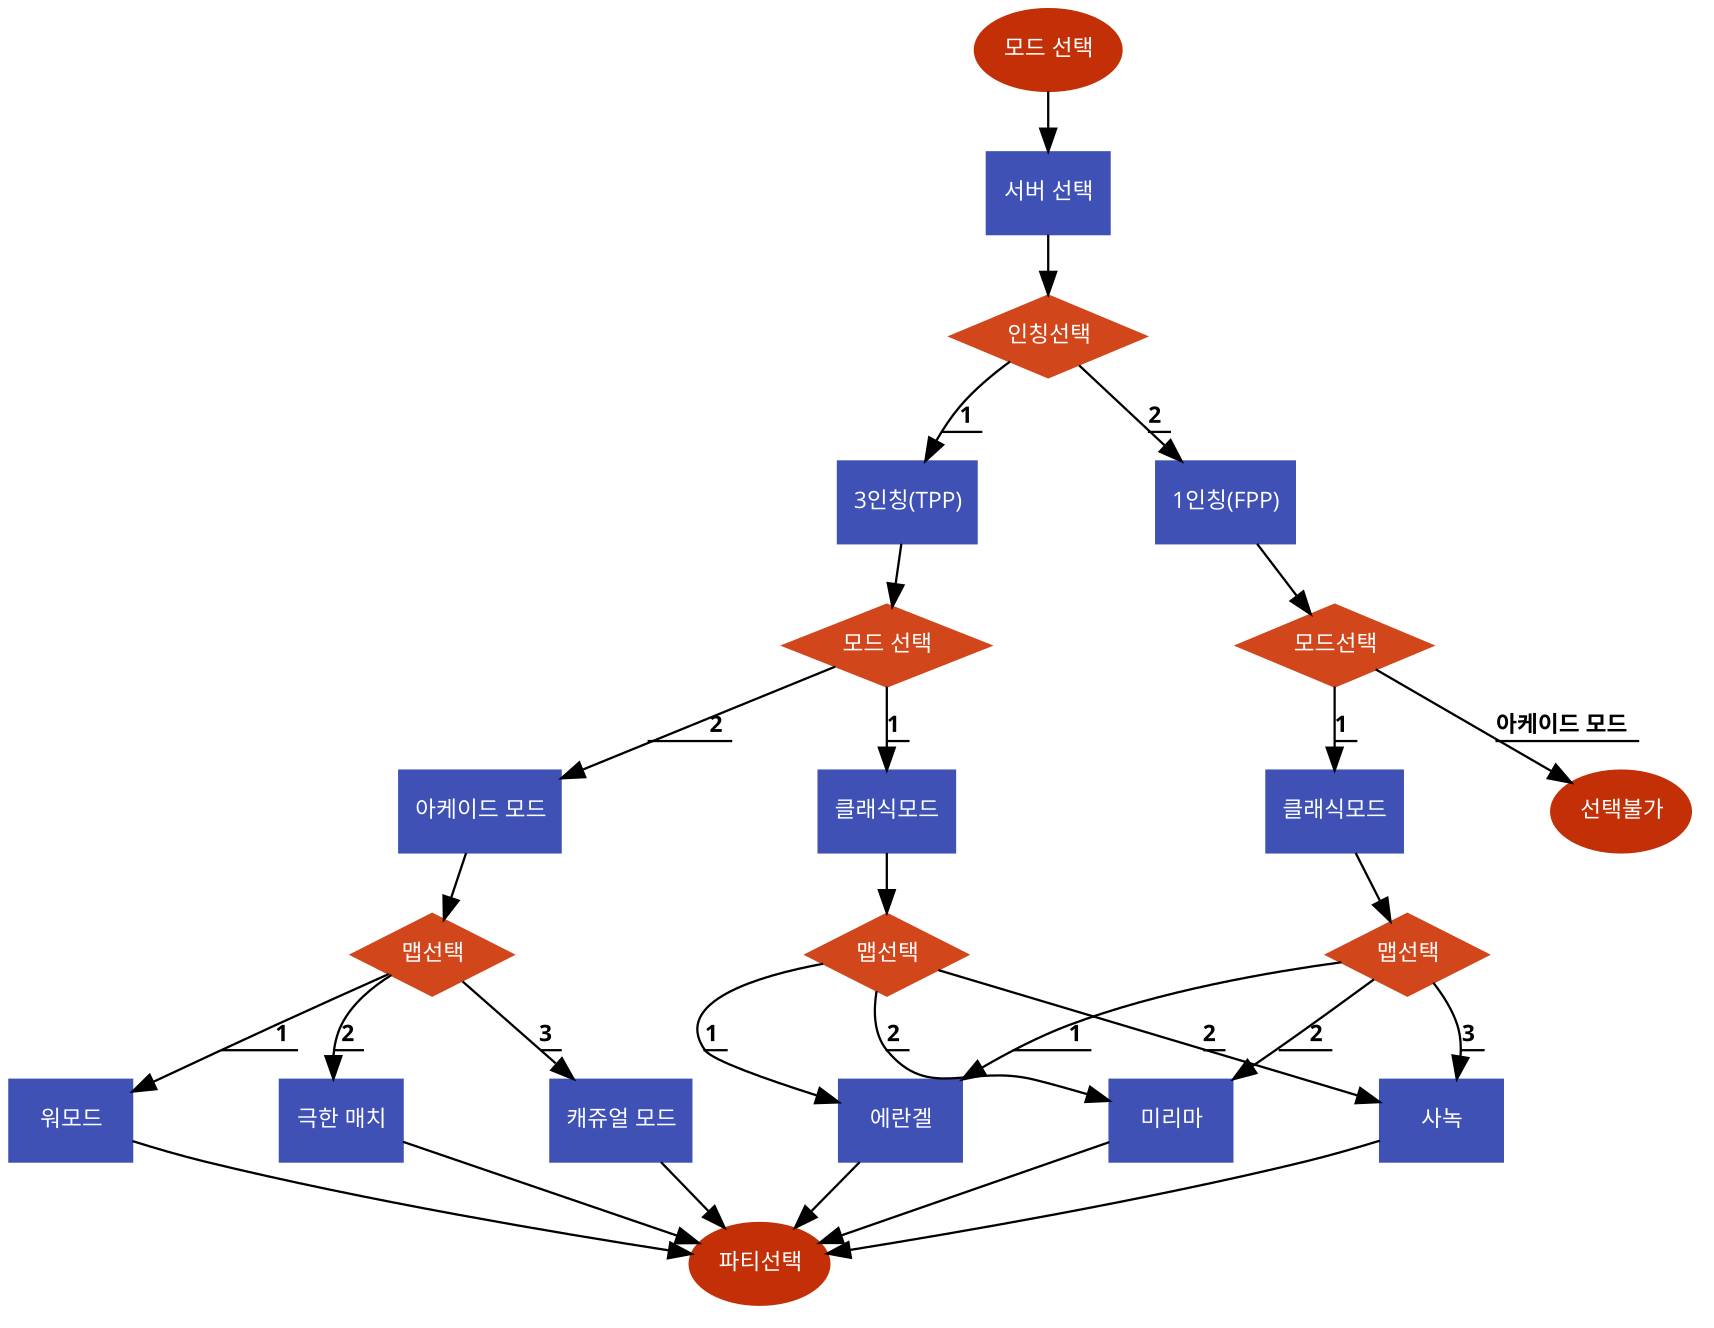 모드 선택
서버 선택
인칭선택
1
2
3인칭(TPP)
1인칭(FPP)
모드 선택
모드선택
2
1
1
아케이드 모드
아케이드 모드
클래식모드
클래식모드
선택불가
맵선택
맵선택
맵선택
1
2
3
1
2
1
2
2
3
워모드
극한 매치
캐쥬얼 모드
에란겔
미리마
사녹
파티선택